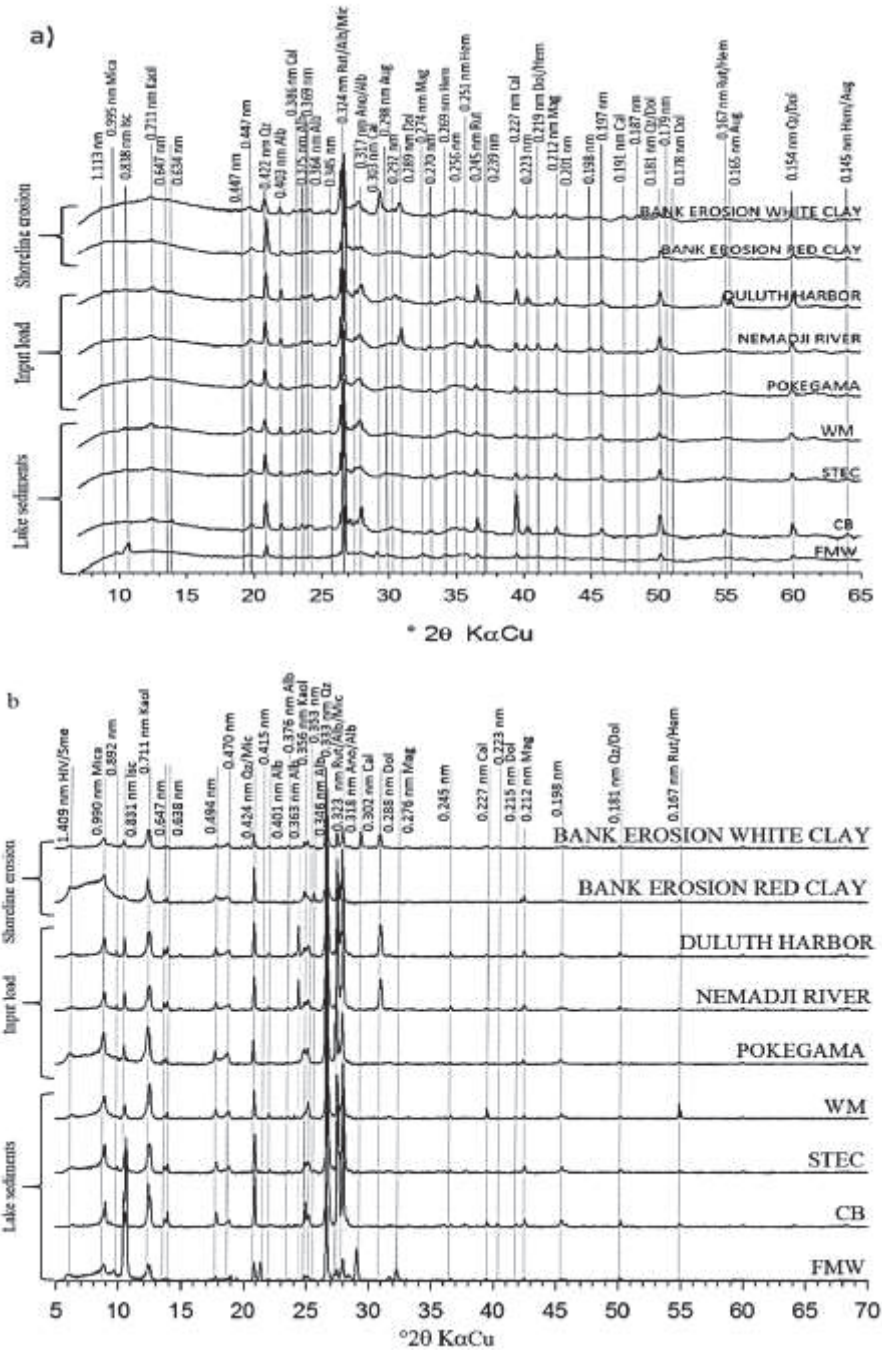 a)
1.113 nm
0.995 nm Mica
0.838 nm Isc
0.711 nm Kaol
0.647 nm
0.634 nm
0.447 nm
0.447 nm
0.422 nm Qz
0.403 nm Alb
0.386 nm Cal
0.375 nm Alb
0.369 nm
0.364 nm Alb
0.345 nm
0.324 nm Rut/Alb/Mic
0.317 nm Ano/Alb
0.303 nm Cal
0.298 nm Aug
0.292 nm
0.289 nm Dol
0.274 nm Mag
0.270 nm
0.269 nm Hem
0.256 nm
0.251 nm Hem
0.245 nm Rut
0.239 nm
0.227 nm Cal
0.223 nm
0.219 nm Dol/Hem
0.212 nm Mag
0.201 nm
0.198 nm
0.197 nm
0.191 nm Cal
0.187 nm
0.181 nm Qz/Dol
0.179 nm
0.178 nm Dol
0.167 nm Rut/Hem
0.165 nm Aug
0.154 nm Qz/Dol
0.145 nm Hem/Aug
Shoreline erosion
Input load
Lake sediments
BANK EROSION WHITE CLAY
BANK EROSION RED CLAY
DULUTH HARBOR
NEMADJI RIVER
POKEGAMA
WM
STEC
CB
FMW
10 15 20 25 30 35 40 45 50 55 60 65
° 2θ KαCu
b
1.409 nm HIV/Sme
0.990 nm Mica
0.892 nm
0.831 nm Isc
0.711 nm Kaol
0.647 nm
0.638 nm
0.494 nm
0.470 nm
0.424 nm Qz/Mic
0.415 nm
0.401 nm Alb
0.376 nm Alb
0.363 nm Alb
0.356 nm Kaol
0.353 nm
0.346 nm Alb
0.333 nm Qz
0.323 nm Rut/Alb/Mic
0.318 nm Ano/Alb
0.302 nm Cal
0.288 nm Dol
0.276 nm Mag
0.245 nm
0.227 nm Cal
0.223 nm
0.215 nm Dol
0.212 nm Mag
0.198 nm
0.181 nm Qz/Dol
0.167 nm Rut/Hem
Shoreline erosion
Input load
Lake sediments
BANK EROSION WHITE CLAY
BANK EROSION RED CLAY
DULUTH HARBOR
NEMADJI RIVER
POKEGAMA
WM
STEC
CB
FMW
5 10 15 20 25 30 35 40 45 50 55 60 65 70
°2θ KαCu